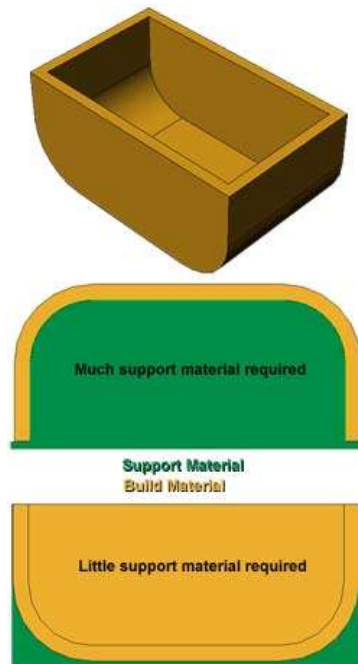 Much support material required
Support Material
Build Material
Little support material required